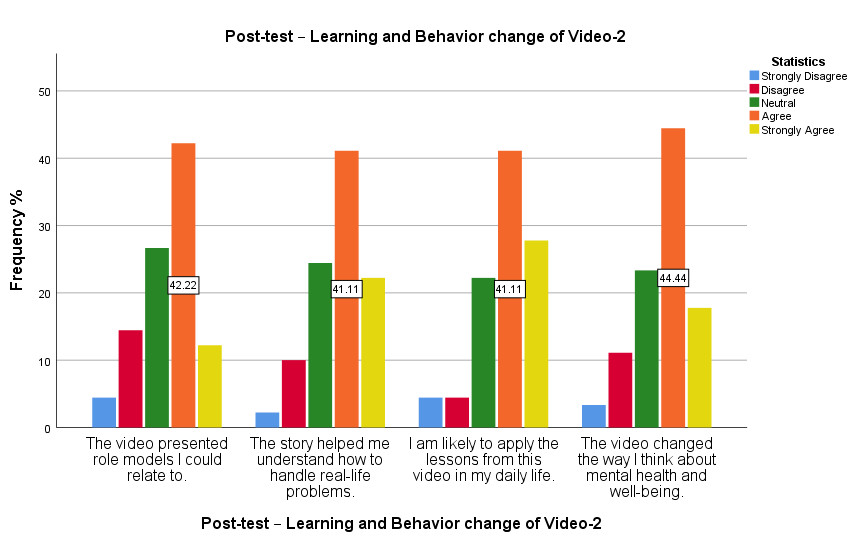 Post-test – Learning and Behavior change of Video-2
Statistics
Strongly Disagree
Disagree
Neutral
Agree
Strongly Agree
Frequency %
50
40
30
20
10
0
42.22
41.11
41.11
44.44
The video presented
role models I could
relate to.
The story helped me
understand how to
handle real-life
problems.
I am likely to apply the
lessons from this
video in my daily life.
The video changed
the way I think about
mental health and
well-being.
Post-test – Learning and Behavior change of Video-2